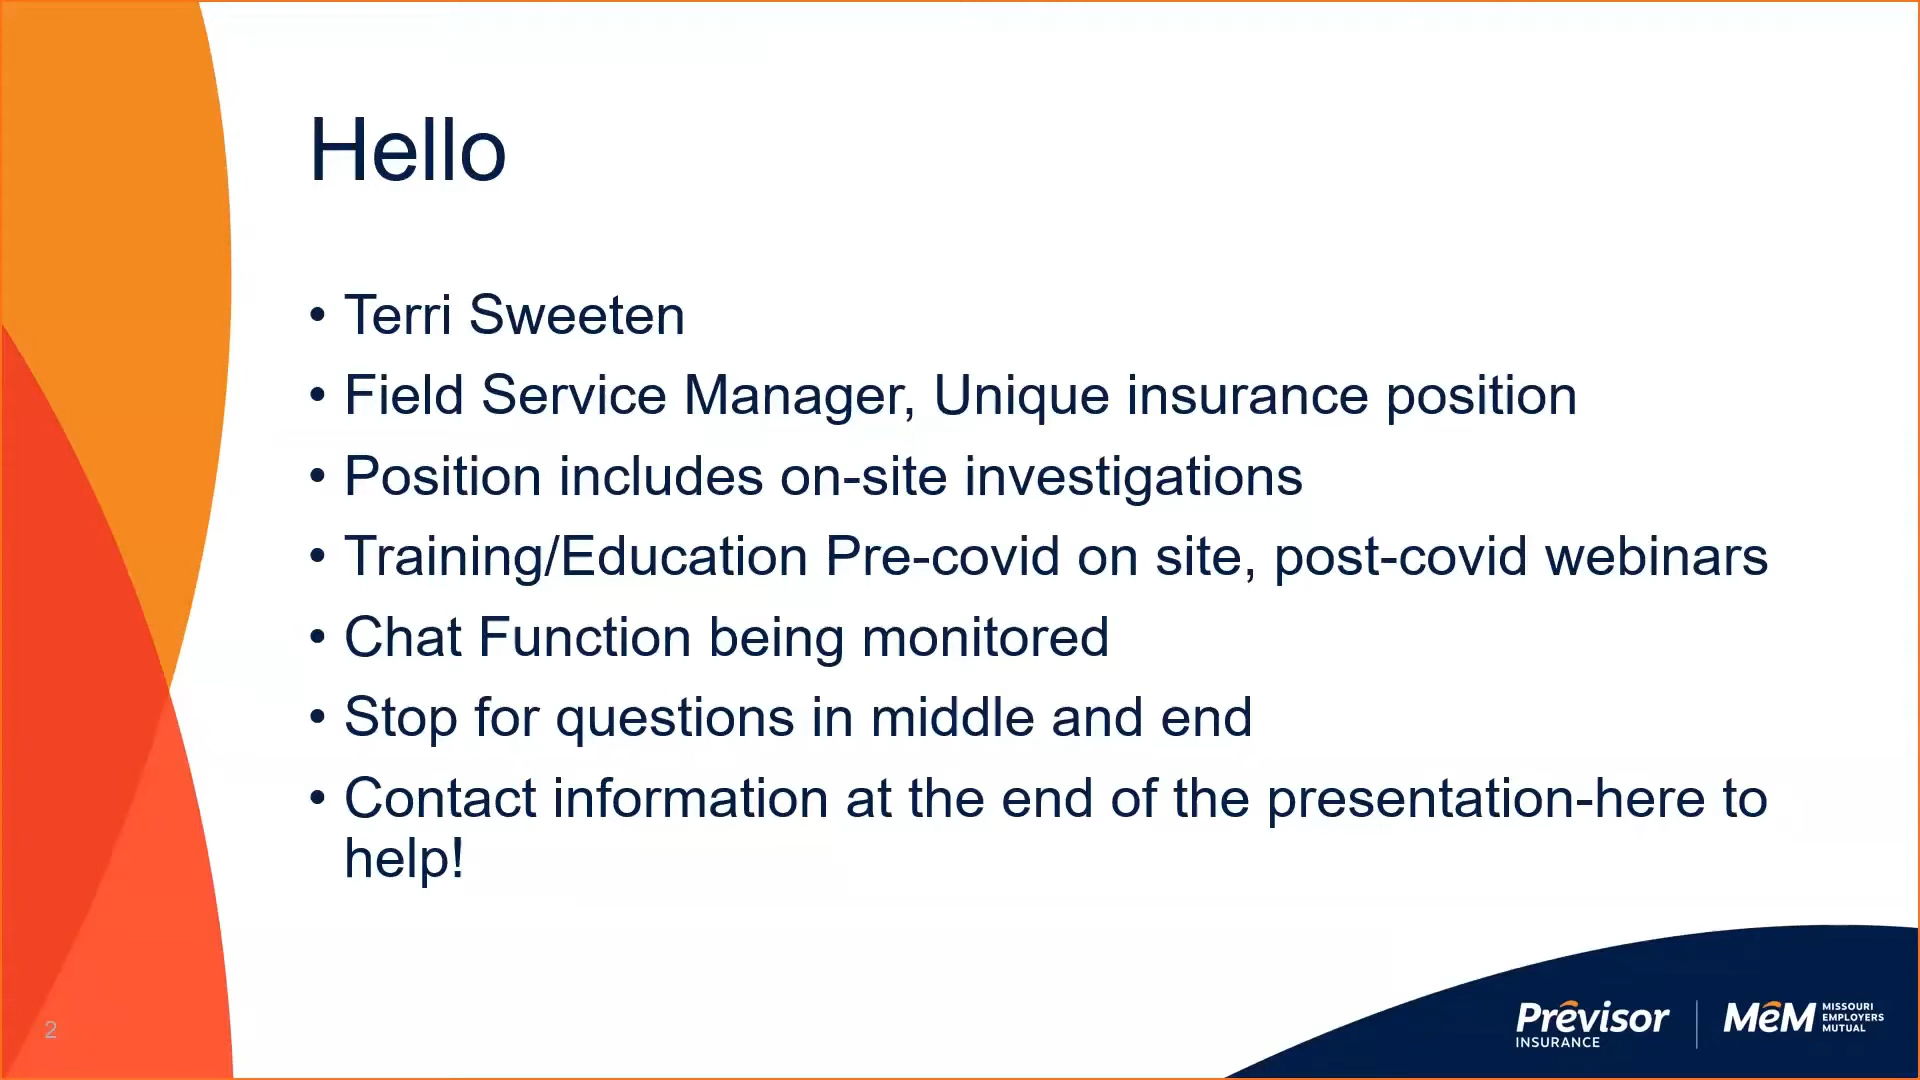 Hello
• Terri Sweeten
• Field Service Manager, Unique insurance position
• Position includes on-site investigations
• Training/Education Pre-covid on site, post-covid webinars
• Chat Function being monitored
• Stop for questions in middle and end
• Contact information at the end of the presentation-here to
help!
2
Prēvisor
INSURANCE
MēM
MISSOURI
EMPLOYERS
MUTUAL